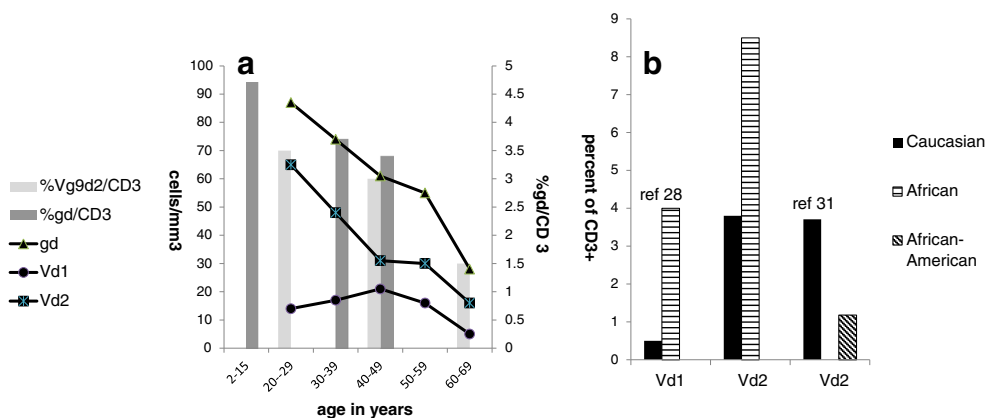 a
100
90
80
70
60
50
40
30
20
10
0
cells/mm3
5
4.5
4
3.5
3
2.5
2
1.5
1
0.5
0
%gd/CD 3
2-15
20–29
30-39
40-49
50-59
60-69
age in years
%Vg9d2/CD3
%gd/CD3
gd
Vd1
Vd2
b
9
8
7
6
5
4
3
2
1
0
percent of CD3+
ref 28
ref 31
Vd1
Vd2
Vd2
Caucasian
African
African-
American